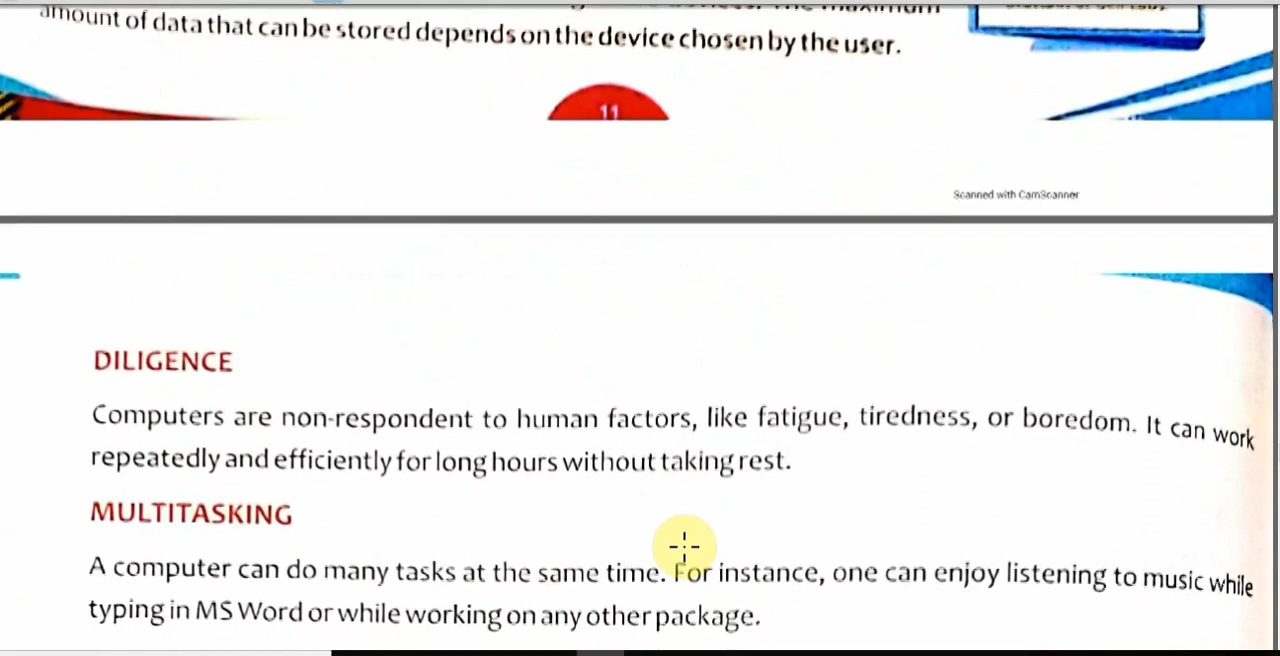 amount of data that can be stored depends on the device chosen by the user.
11
Scanned with CamScanner
DILIGENCE
Computers are non-respondent to human factors, like fatigue, tiredness, or boredom. It can work
repeatedly and efficiently for long hours without taking rest.
MULTITASKING
A computer can do many tasks at the same time. For instance, one can enjoy listening to music while
typing in MS Word or while working on any other package.